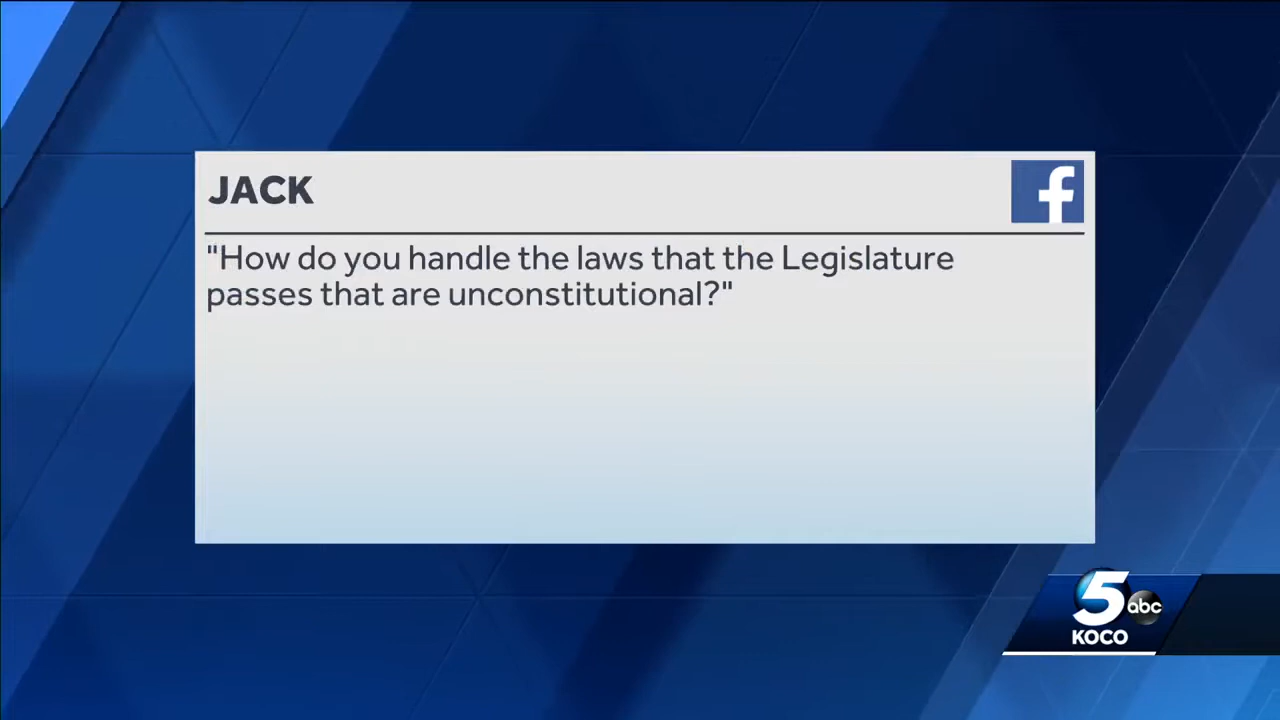 JACK
f
"How do you handle the laws that the Legislature
passes that are unconstitutional?"
5
abc
KOCO